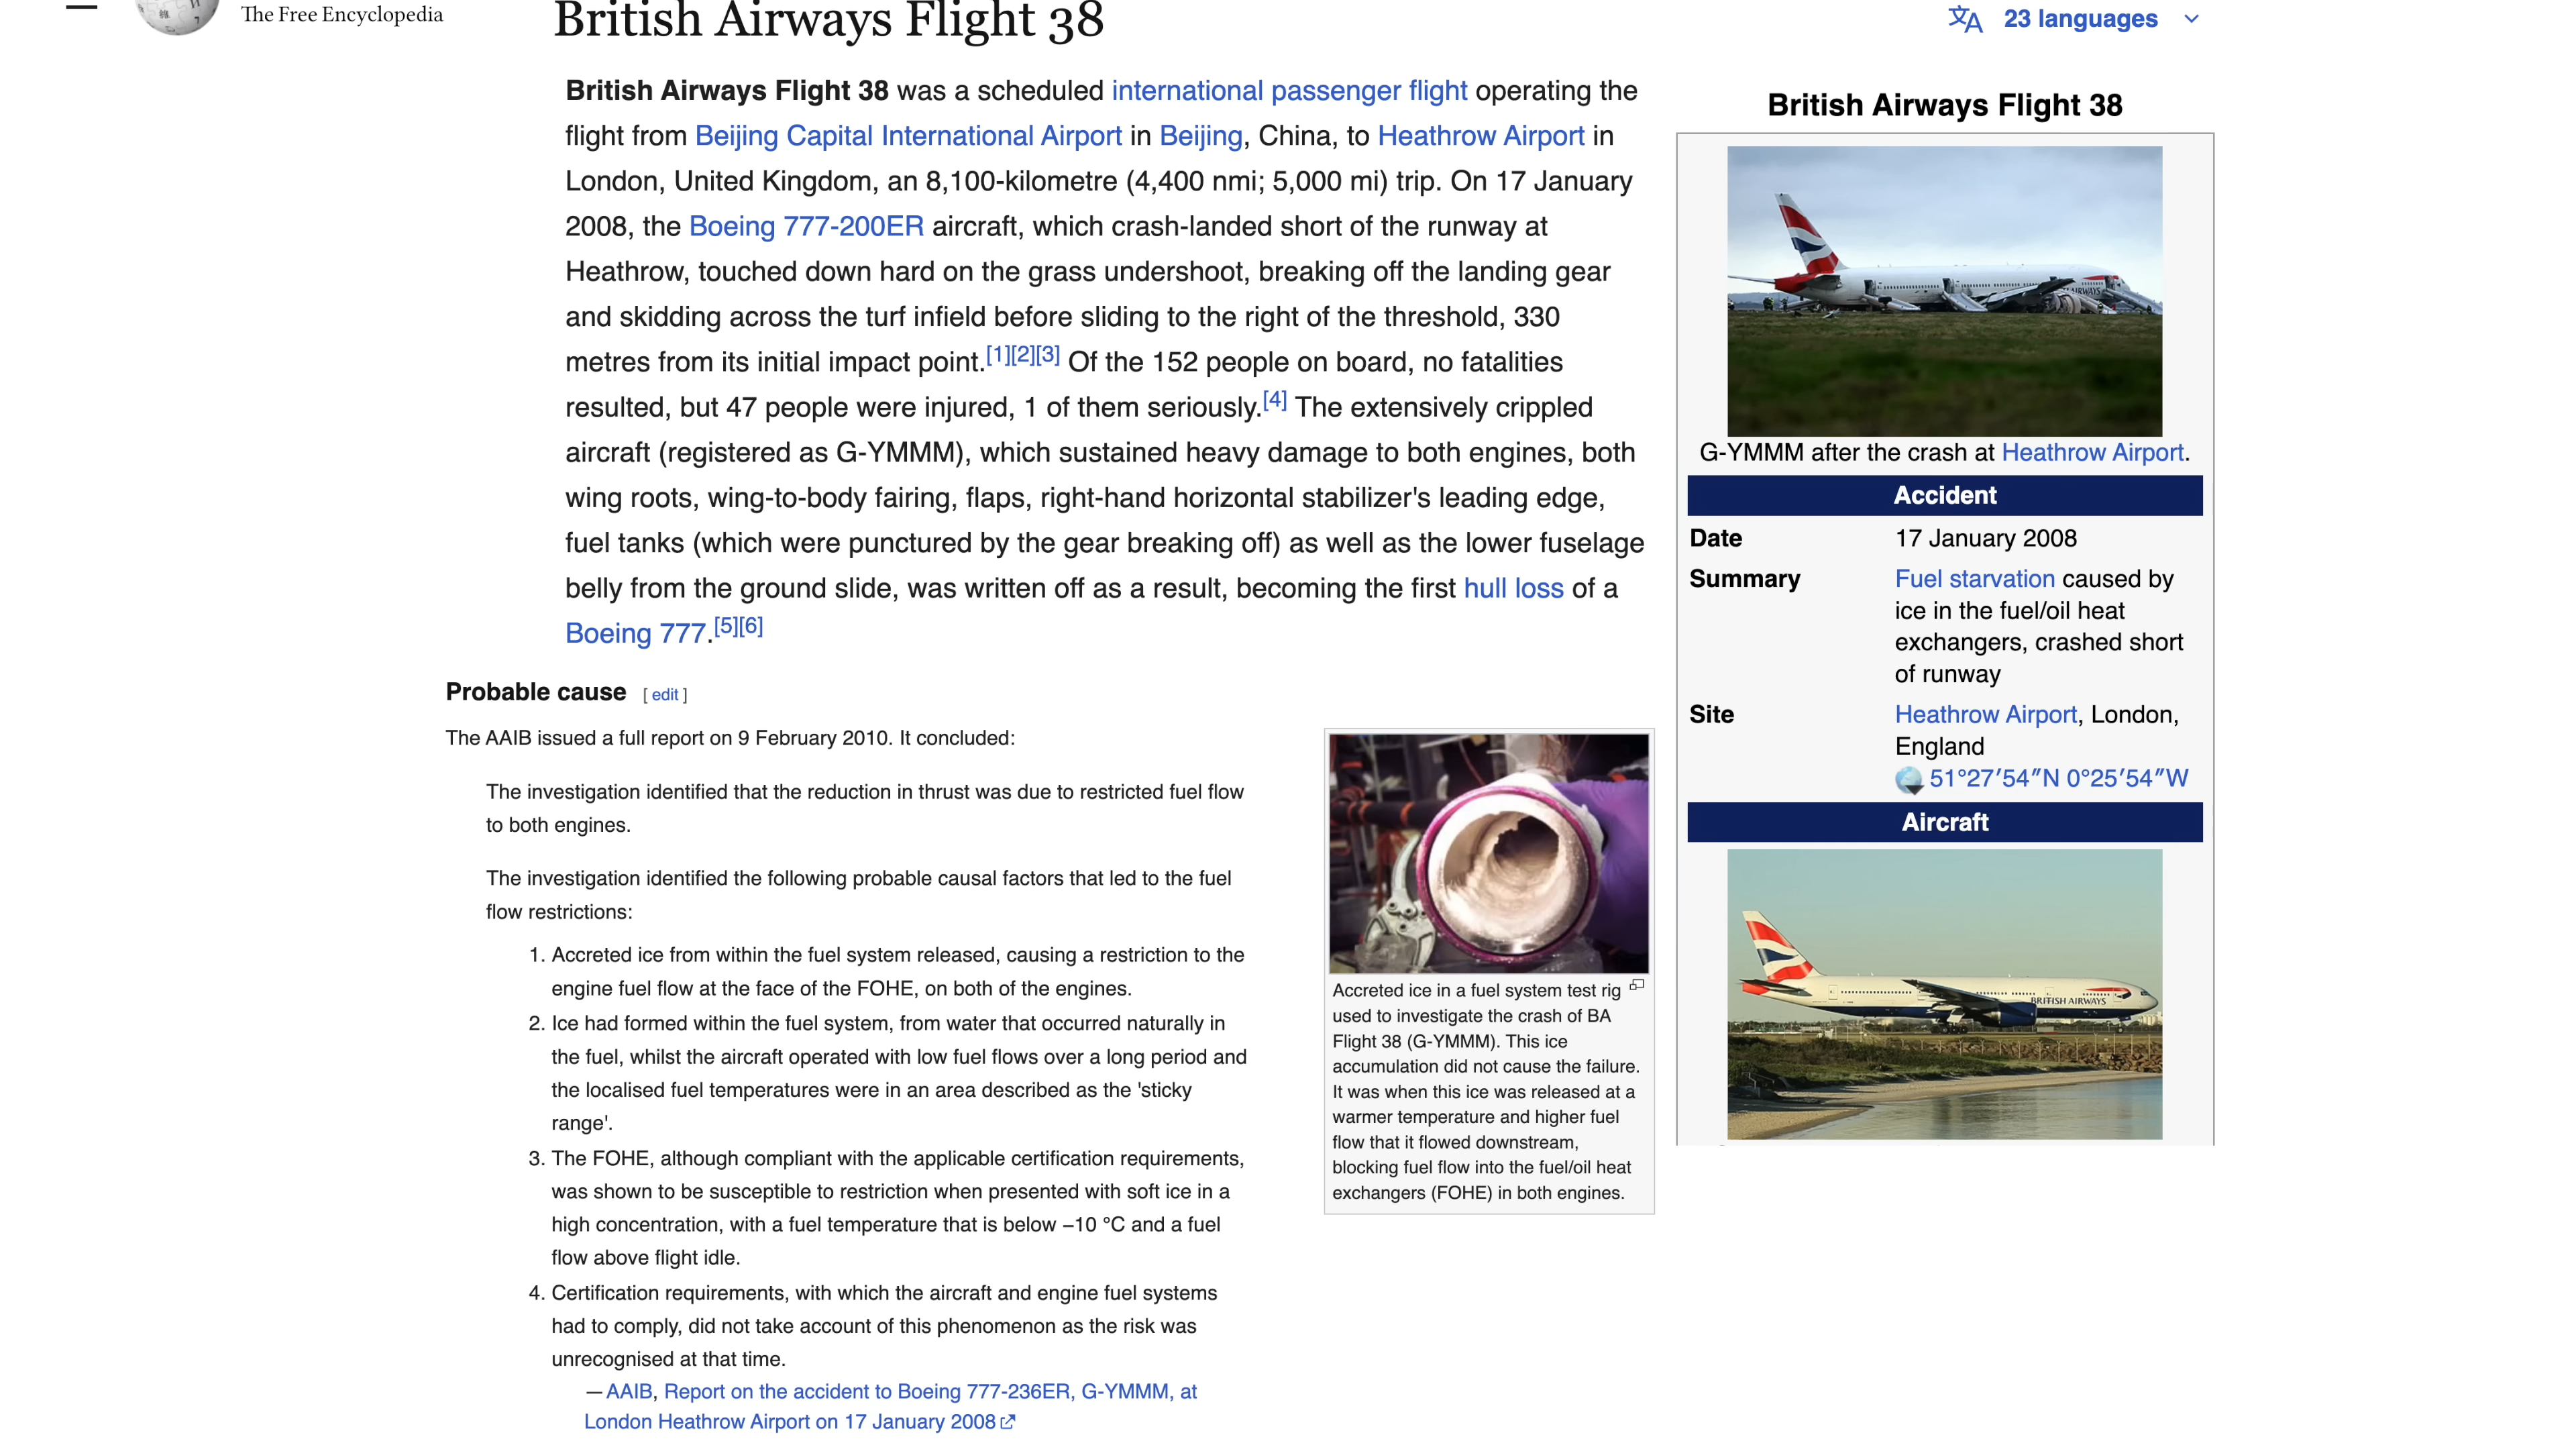 The Free Encyclopedia
British Airways Flight 38
23 languages
British Airways Flight 38 was a scheduled international passenger flight operating the
flight from Beijing Capital International Airport in Beijing, China, to Heathrow Airport in
London, United Kingdom, an 8,100-kilometre (4,400 nmi; 5,000 mi) trip. On 17 January
2008, the Boeing 777-200ER aircraft, which crash-landed short of the runway at
Heathrow, touched down hard on the grass undershoot, breaking off the landing gear
and skidding across the turf infield before sliding to the right of the threshold, 330
metres from its initial impact point.[1][2][3] Of the 152 people on board, no fatalities
resulted, but 47 people were injured, 1 of them seriously.[4] The extensively crippled
aircraft (registered as G-YMMM), which sustained heavy damage to both engines, both
wing roots, wing-to-body fairing, flaps, right-hand horizontal stabilizer's leading edge,
fuel tanks (which were punctured by the gear breaking off) as well as the lower fuselage
belly from the ground slide, was written off as a result, becoming the first hull loss of a
Boeing 777.[5][6]
Probable cause [ edit ]
The AAIB issued a full report on 9 February 2010. It concluded:
The investigation identified that the reduction in thrust was due to restricted fuel flow
to both engines.
The investigation identified the following probable causal factors that led to the fuel
flow restrictions:
1. Accreted ice from within the fuel system released, causing a restriction to the
engine fuel flow at the face of the FOHE, on both of the engines.
2. Ice had formed within the fuel system, from water that occurred naturally in
the fuel, whilst the aircraft operated with low fuel flows over a long period and
the localised fuel temperatures were in an area described as the 'sticky
range'.
3. The FOHE, although compliant with the applicable certification requirements,
was shown to be susceptible to restriction when presented with soft ice in a
high concentration, with a fuel temperature that is below −10 °C and a fuel
flow above flight idle.
4. Certification requirements, with which the aircraft and engine fuel systems
had to comply, did not take account of this phenomenon as the risk was
unrecognised at that time.
— AAIB, Report on the accident to Boeing 777-236ER, G-YMMM, at
London Heathrow Airport on 17 January 2008
Accreted ice in a fuel system test rig
used to investigate the crash of BA
Flight 38 (G-YMMM). This ice
accumulation did not cause the failure.
It was when this ice was released at a
warmer temperature and higher fuel
flow that it flowed downstream,
blocking fuel flow into the fuel/oil heat
exchangers (FOHE) in both engines.
British Airways Flight 38
AIRWAYS
G-YMMM after the crash at Heathrow Airport.
Accident
Date 17 January 2008
Summary Fuel starvation caused by
ice in the fuel/oil heat
exchangers, crashed short
of runway
Site Heathrow Airport, London,
England
51°27′54″N 0°25′54″W
Aircraft
BRITISH AIRWAYS